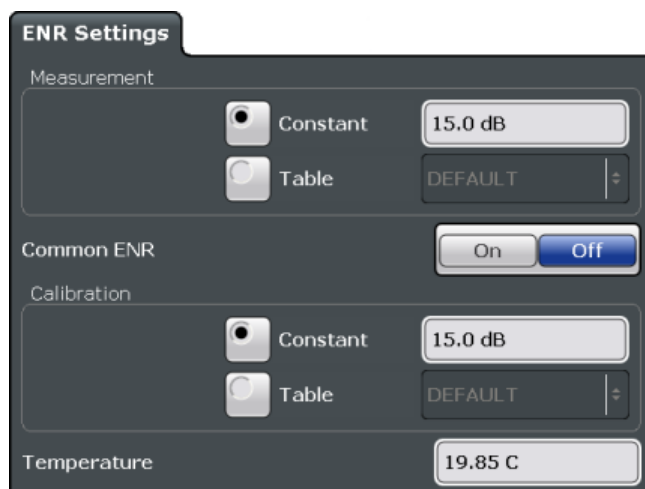 ENR Settings
Measurement
Constant 15.0 dB
Table DEFAULT
Common ENR On Off
Calibration
Constant 15.0 dB
Table DEFAULT
Temperature 19.85 C